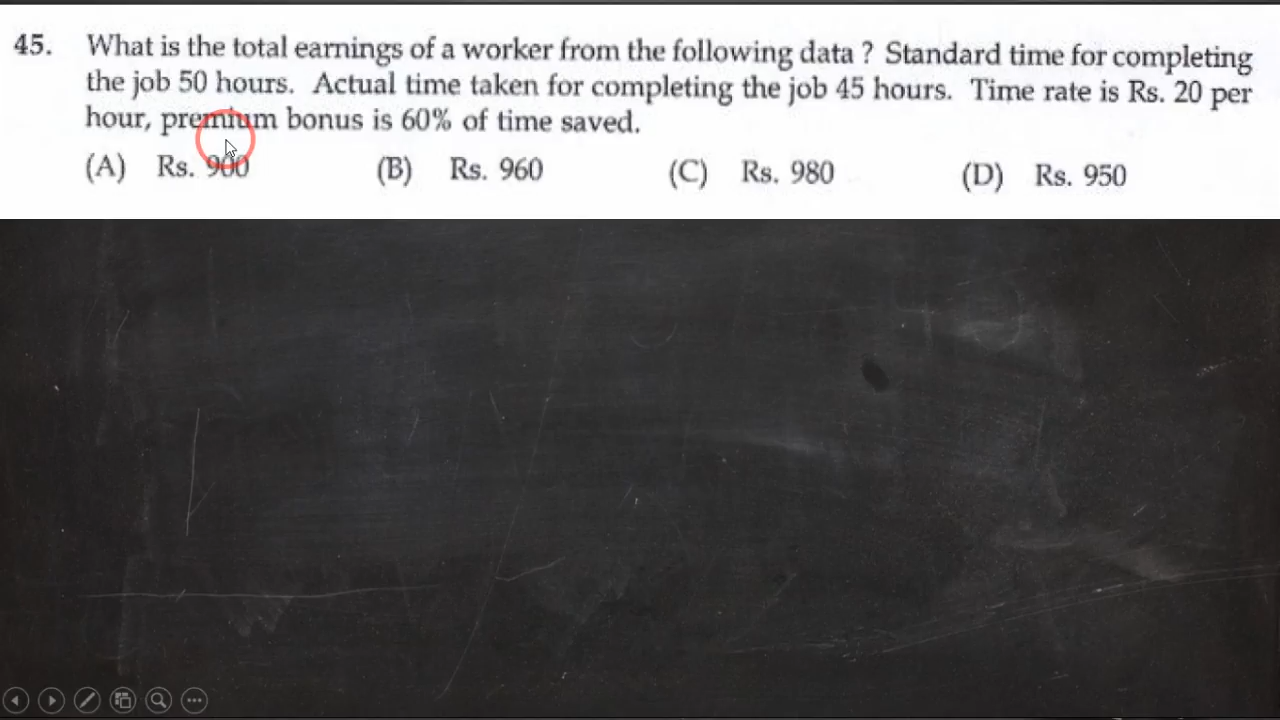 45. What is the total earnings of a worker from the following data ? Standard time for completing
the job 50 hours. Actual time taken for completing the job 45 hours. Time rate is Rs. 20 per
hour, premium bonus is 60% of time saved.
(A) Rs. 900 (B) Rs. 960 (C) Rs. 980 (D) Rs. 950